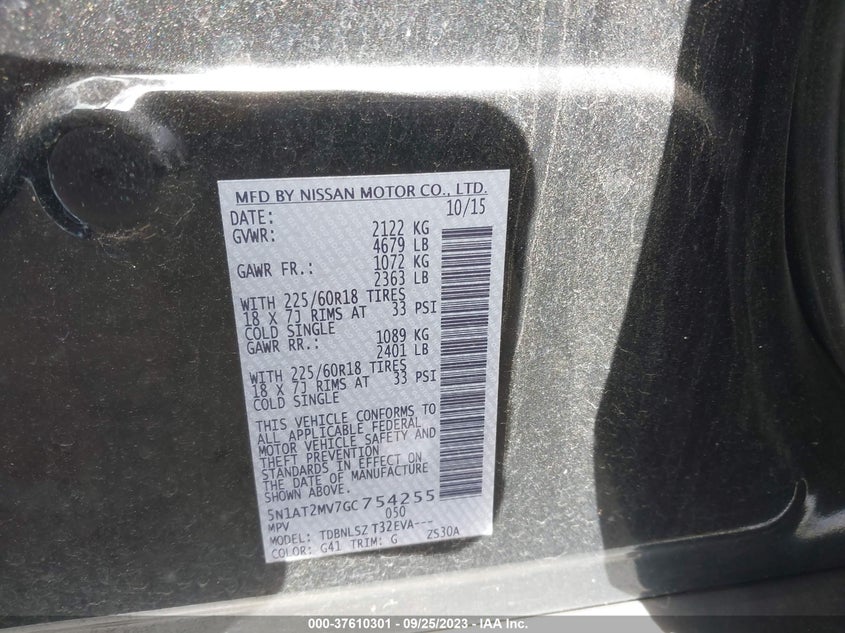 MFD BY NISSAN MOTOR CO., LTD.
DATE: 10/15
GVWR: 2122 KG
4679 LB
GAWR FR.: 1072 KG
2363 LB
WITH 225/60R18 TIRES
18 X 7J RIMS AT 33 PSI
COLD SINGLE
GAWR RR.: 1089 KG
2401 LB
WITH 225/60R18 TIRES
18 X 7J RIMS AT 33 PSI
COLD SINGLE
THIS VEHICLE CONFORMS TO
ALL APPLICABLE FEDERAL
MOTOR VEHICLE SAFETY AND
THEFT PREVENTION
STANDARDS IN EFFECT ON
THE DATE OF MANUFACTURE
SHOWN ABOVE.
5N1AT2MV7GC754255
MPV 050
MODEL: TDBNLSZ T32EVA---
COLOR: G41 TRIM: G ZS30A
000-37610301 - 09/25/2023 - IAA Inc.